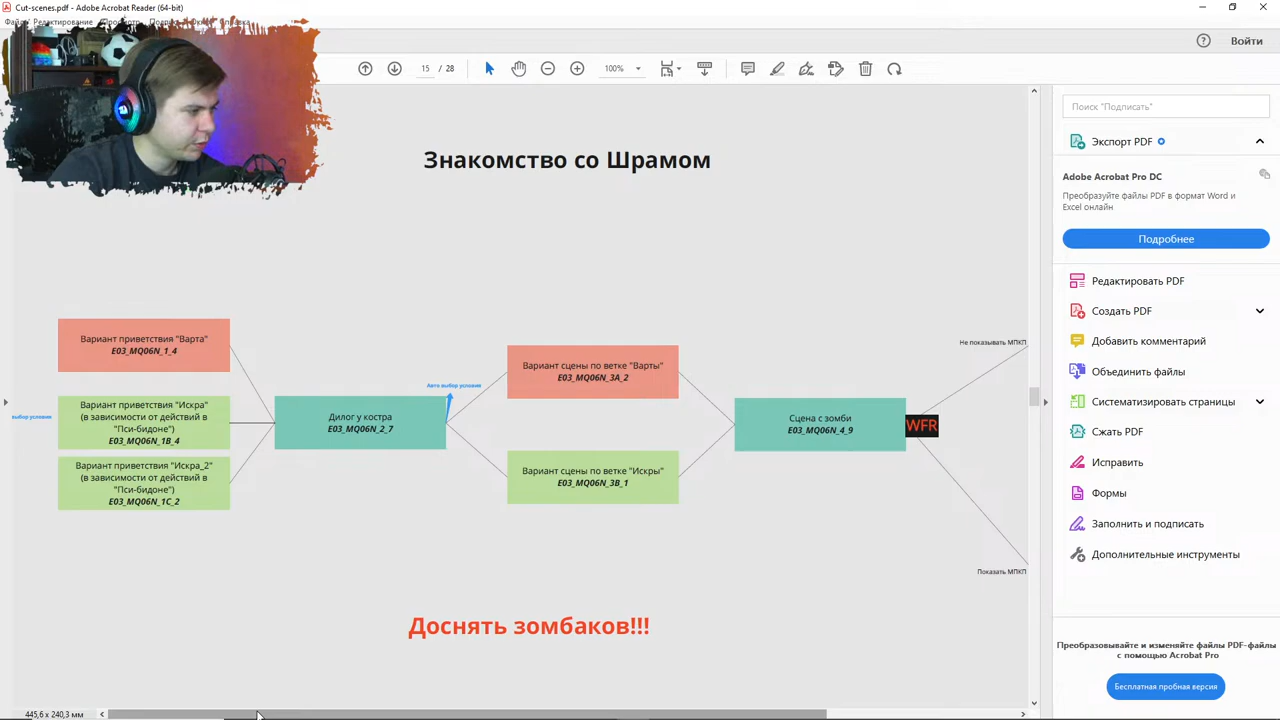 Cut-scenes.pdf - Adobe Acrobat Reader (64-bit)
Файл Редактирование Просмотр
Войти
15 / 28
100%
Поиск "Подписать"
Экспорт PDF
Adobe Acrobat Pro DC
Преобразуйте файлы PDF в формат Word и
Excel онлайн
Подробнее
Редактировать PDF
Создать PDF
Добавить комментарий
Объединить файлы
Систематизировать страницы
Сжать PDF
Исправить
Формы
Заполнить и подписать
Дополнительные инструменты
Преобразовывайте и изменяйте файлы PDF-файлы
с помощью Acrobat Pro
Бесплатная пробная версия
Знакомство со Шрамом
Вариант приветствия "Варта"
E03_MQ06N_1_4
выбор условие
Вариант приветствия "Искра"
(в зависимости от действий в
"Пси-бидоне")
E03_MQ06N_1B_4
Вариант приветствия "Искра_2"
(в зависимости от действий в
"Пси-бидоне")
E03_MQ06N_1C_2
Дилог у костра
E03_MQ06N_2_7
Авто выбор условие
Вариант сцены по ветке "Варты"
E03_MQ06N_3A_2
Вариант сцены по ветке "Искры"
E03_MQ06N_3B_1
Сцена с зомби
E03_MQ06N_4_9
WFR
Не показывать МПКП
Показать МПКП
Доснять зомбаков!!!
445,6 x 240,3 мм